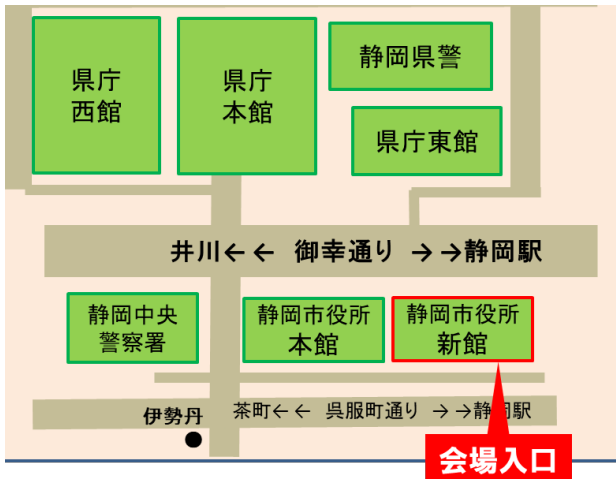 県庁
西館
県庁
本館
静岡県警
県庁東館
井川←← 御幸通り →→静岡駅
静岡中央
警察署
静岡市役所
本館
静岡市役所
新館
伊勢丹
茶町←← 呉服町通り →→静岡駅
会場入口